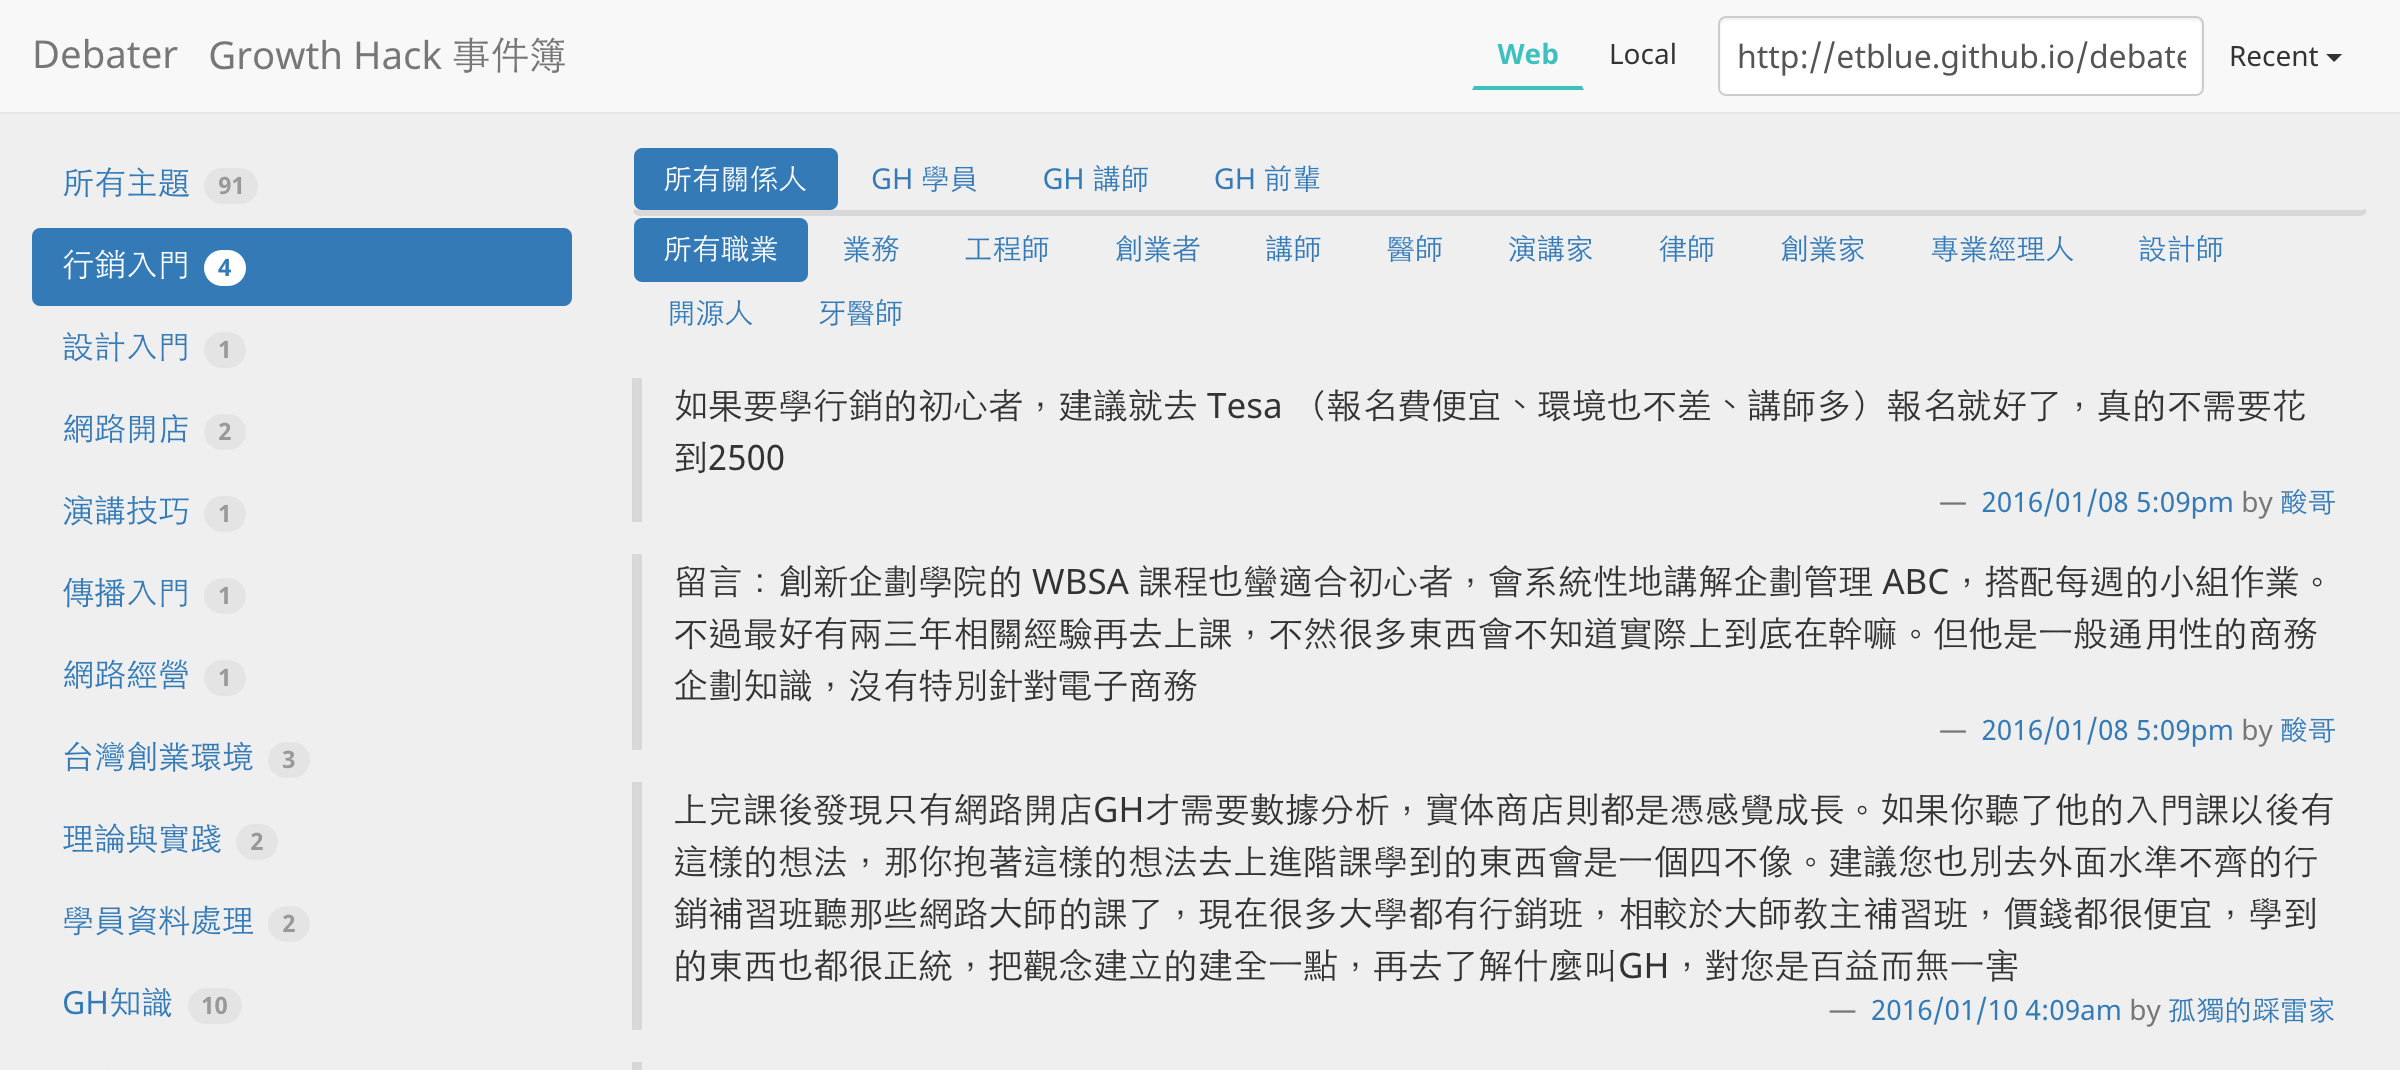 Debater Growth Hack 事件簿
Web Local http://etblue.github.io/debate Recent
所有主題 91
行銷入門 4
設計入門 1
網路開店 2
演講技巧 1
傳播入門 1
網路經營 1
台灣創業環境 3
理論與實踐 2
學員資料處理 2
GH知識 10
所有關係人 GH 學員 GH 講師 GH 前輩
所有職業 業務 工程師 創業者 講師 醫師 演講家 律師 創業家 專業經理人 設計師
開源人 牙醫師
如果要學行銷的初心者，建議就去 Tesa （報名費便宜、環境也不差、講師多）報名就好了，真的不需要花
到2500
— 2016/01/08 5:09pm by 酸哥
留言：創新企劃學院的 WBSA 課程也蠻適合初心者，會系統性地講解企劃管理 ABC，搭配每週的小組作業。
不過最好有兩三年相關經驗再去上課，不然很多東西會不知道實際上到底在幹嘛。但他是一般通用性的商務
企劃知識，沒有特別針對電子商務
— 2016/01/08 5:09pm by 酸哥
上完課後發現只有網路開店GH才需要數據分析，實体商店則都是憑感覺成長。如果你聽了他的入門課以後有
這樣的想法，那你抱著這樣的想法去上進階課學到的東西會是一個四不像。建議您也別去外面水準不齊的行
銷補習班聽那些網路大師的課了，現在很多大學都有行銷班，相較於大師教主補習班，價錢都很便宜，學到
的東西也都很正統，把觀念建立的建全一點，再去了解什麼叫GH，對您是百益而無一害
— 2016/01/10 4:09am by 孤獨的踩雷家